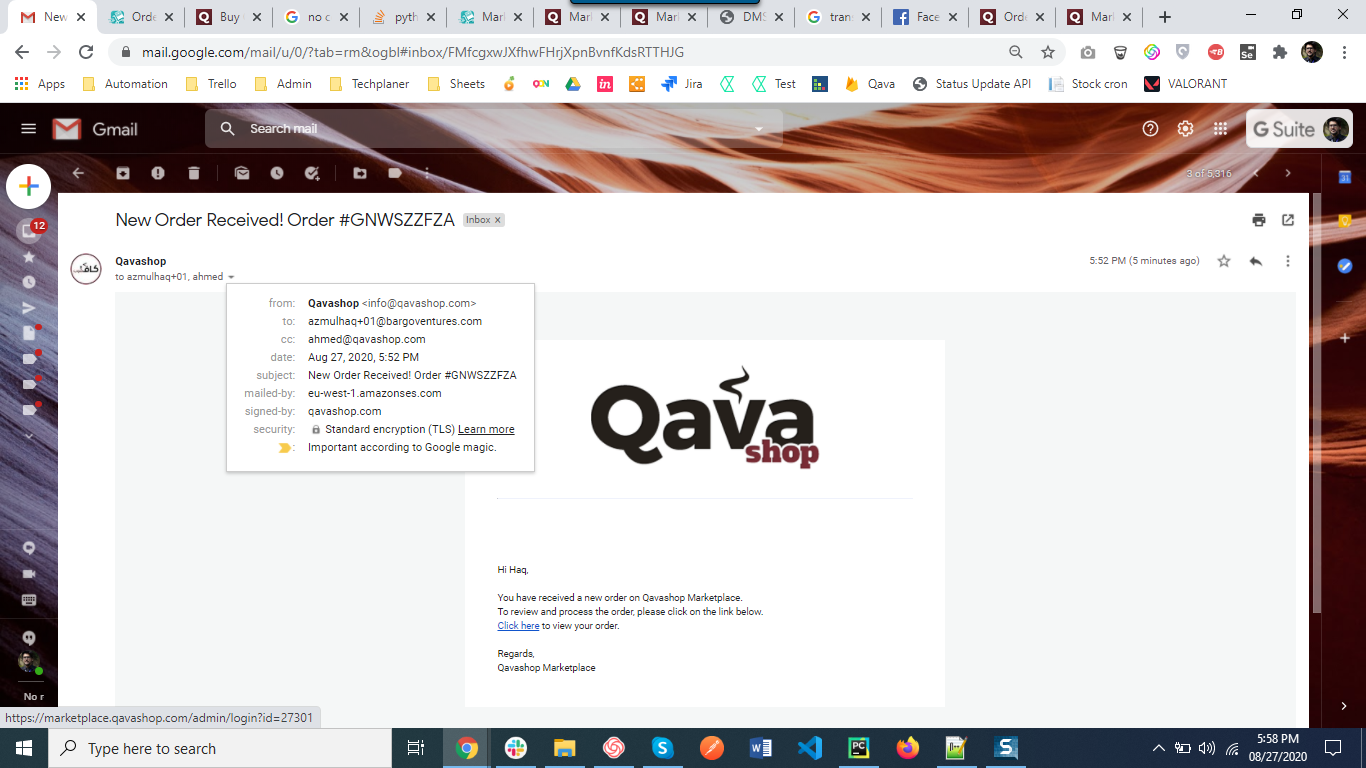 New
Orde
Buy
no c
pyth
Mark
Mark
Mark
DMS
tran
Face
Orde
Mark
mail.google.com/mail/u/0/?tab=rm&ogbl#inbox/FMfcgxwJXfhwFHrjXpnBvnfKdsRTTHJG
Apps
Automation
Trello
Admin
Techplaner
Sheets
Jira
Test
Qava
Status Update API
Stock cron
VALORANT
Gmail
Search mail
G Suite
3 of 5,316
12
New Order Received! Order #GNWSZZFZA
Inbox x
Qavashop
5:52 PM (5 minutes ago)
to azmulhaq+01, ahmed
from: Qavashop <info@qavashop.com>
to: azmulhaq+01@bargoventures.com
cc: ahmed@qavashop.com
date: Aug 27, 2020, 5:52 PM
subject: New Order Received! Order #GNWSZZFZA
mailed-by: eu-west-1.amazonses.com
signed-by: qavashop.com
security: Standard encryption (TLS) Learn more
: Important according to Google magic.
Qava
shop
Hi Haq,
You have received a new order on Qavashop Marketplace.
To review and process the order, please click on the link below.
Click here to view your order.
Regards,
Qavashop Marketplace
No r
https://marketplace.qavashop.com/admin/login?id=27301
Type here to search
5:58 PM
08/27/2020